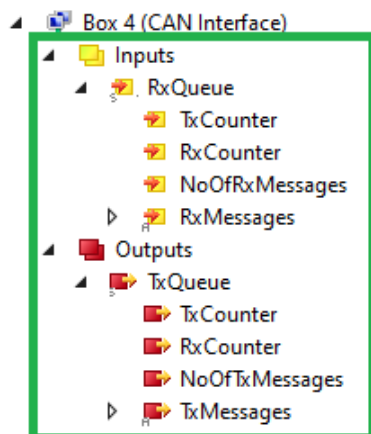 Box 4 (CAN Interface)
Inputs
RxQueue
TxCounter
RxCounter
NoOfRxMessages
RxMessages
Outputs
TxQueue
TxCounter
RxCounter
NoOfTxMessages
TxMessages